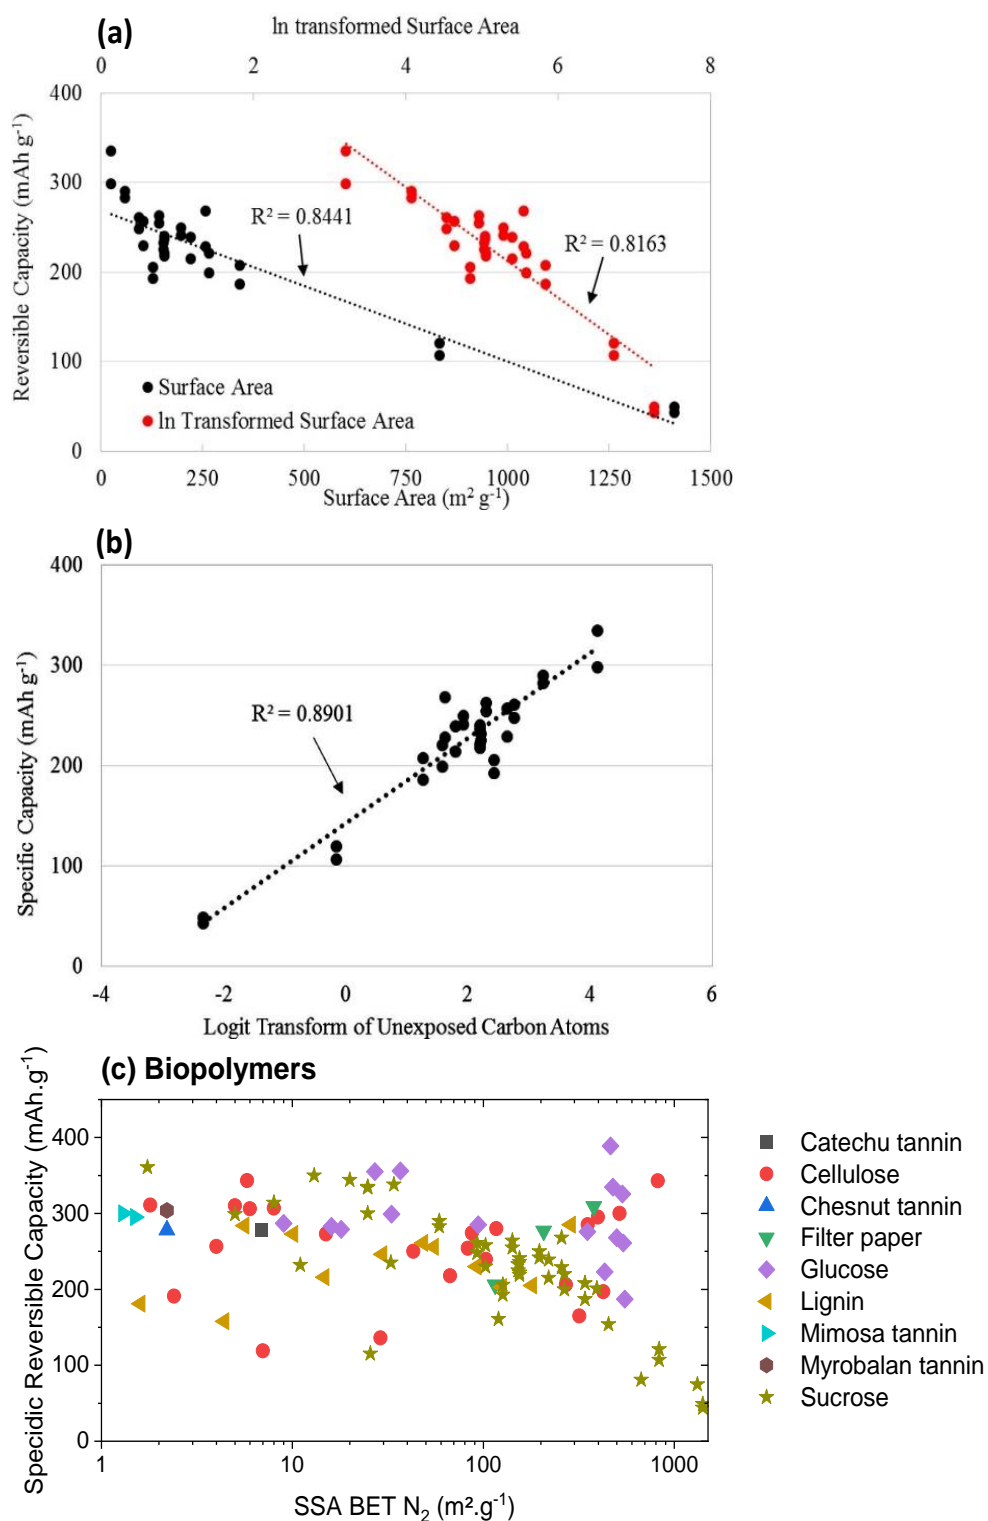 (a)
ln transformed Surface Area
0 2 4 6 8
400
300
200
100
0
Reversible Capacity (mAh g⁻¹)
R² = 0.8441
R² = 0.8163
Surface Area
ln Transformed Surface Area
0 250 500 750 1000 1250 1500
Surface Area (m² g⁻¹)
(b)
400
300
200
100
0
Specific Capacity (mAh g⁻¹)
R² = 0.8901
-4 -2 0 2 4 6
Logit Transform of Unexposed Carbon Atoms
(c) Biopolymers
Specidic Reversible Capacity (mAh.g⁻¹)
400
300
200
100
0
1 10 100 1000
SSA BET N₂ (m².g⁻¹)
Catechu tannin
Cellulose
Chesnut tannin
Filter paper
Glucose
Lignin
Mimosa tannin
Myrobalan tannin
Sucrose